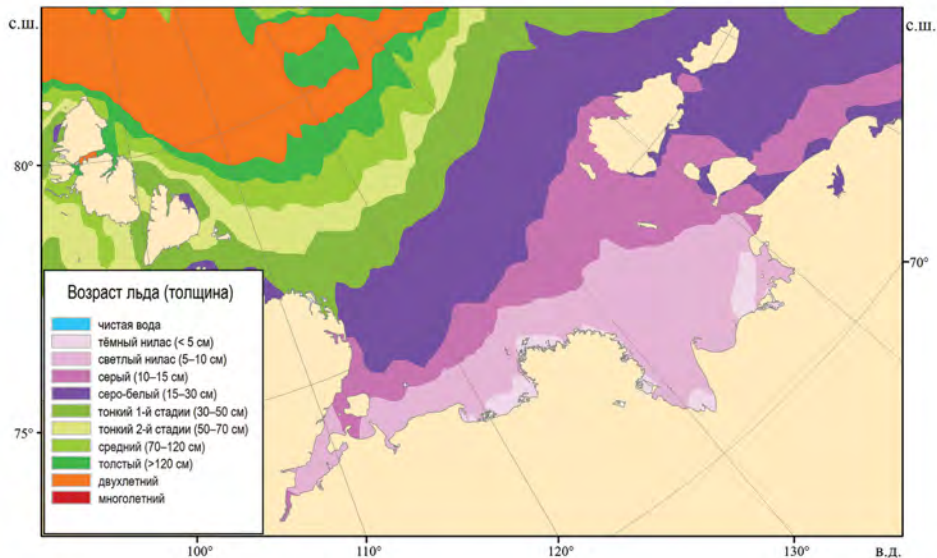 с.ш.
с.ш.
80°
70°
Возраст льда (толщина)
чистая вода
тёмный нилас (< 5 см)
светлый нилас (5–10 см)
серый (10–15 см)
серо-белый (15–30 см)
тонкий 1-й стадии (30–50 см)
тонкий 2-й стадии (50–70 см)
средний (70–120 см)
толстый (>120 см)
двухлетний
многолетний
75°
100°
110°
120°
130°
в.д.